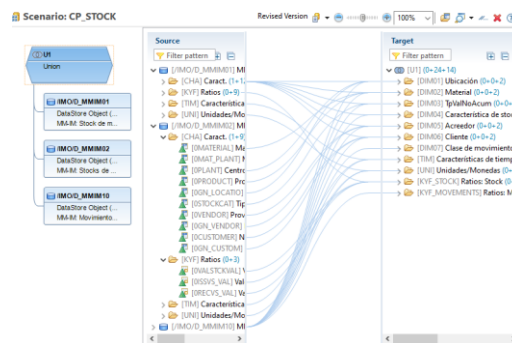 Scenario: CP_STOCK
Revised Version
100%
U1
Union
/IMO/D_MMIM01
DataStore Object (...
MM-IM: Stock de m...
/IMO/D_MMIM02
DataStore Object (...
MM-IM: Stocks de ...
/IMO/D_MMIM10
DataStore Object (...
MM-IM: Movimiento...
Source
Filter pattern
[/IMO/D_MMIM01] MI
[CHA] Caract. (1+1
[KYF] Ratios (0+9)
[TIM] Característica
[UNI] Unidades/Mo
[/IMO/D_MMIM02] MI
[CHA] Caract. (1+9)
[0MATERIAL] Ma
[0MAT_PLANT] N
[0PLANT] Centro
[0PRODUCT] Prc
[0GN_LOCATIO]
[0STOCKCAT] Tip
[0VENDOR] Prov
[0GN_VENDOR]
[0CUSTOMER] N
[0GN_CUSTOM]
[KYF] Ratios (0+3)
[0VALSTCKVAL] V
[0ISSVS_VAL] Val
[0RECVS_VAL] Va
[TIM] Característica
[UNI] Unidades/Mo
[/IMO/D_MMIM10] MI
Target
Filter pattern
[U1] (0+24+14)
[DIM01] Ubicación (0+0+2)
[DIM02] Material (0+0+2)
[DIM03] TpValNoAcum (0+0+2)
[DIM04] Característica de stoc
[DIM05] Acreedor (0+0+2)
[DIM06] Cliente (0+0+2)
[DIM07] Clase de movimiento
[TIM] Características de tiemp
[UNI] Unidades/Monedas (0+
[KYF_STOCK] Ratios: Stock (0
[KYF_MOVEMENTS] Ratios: M